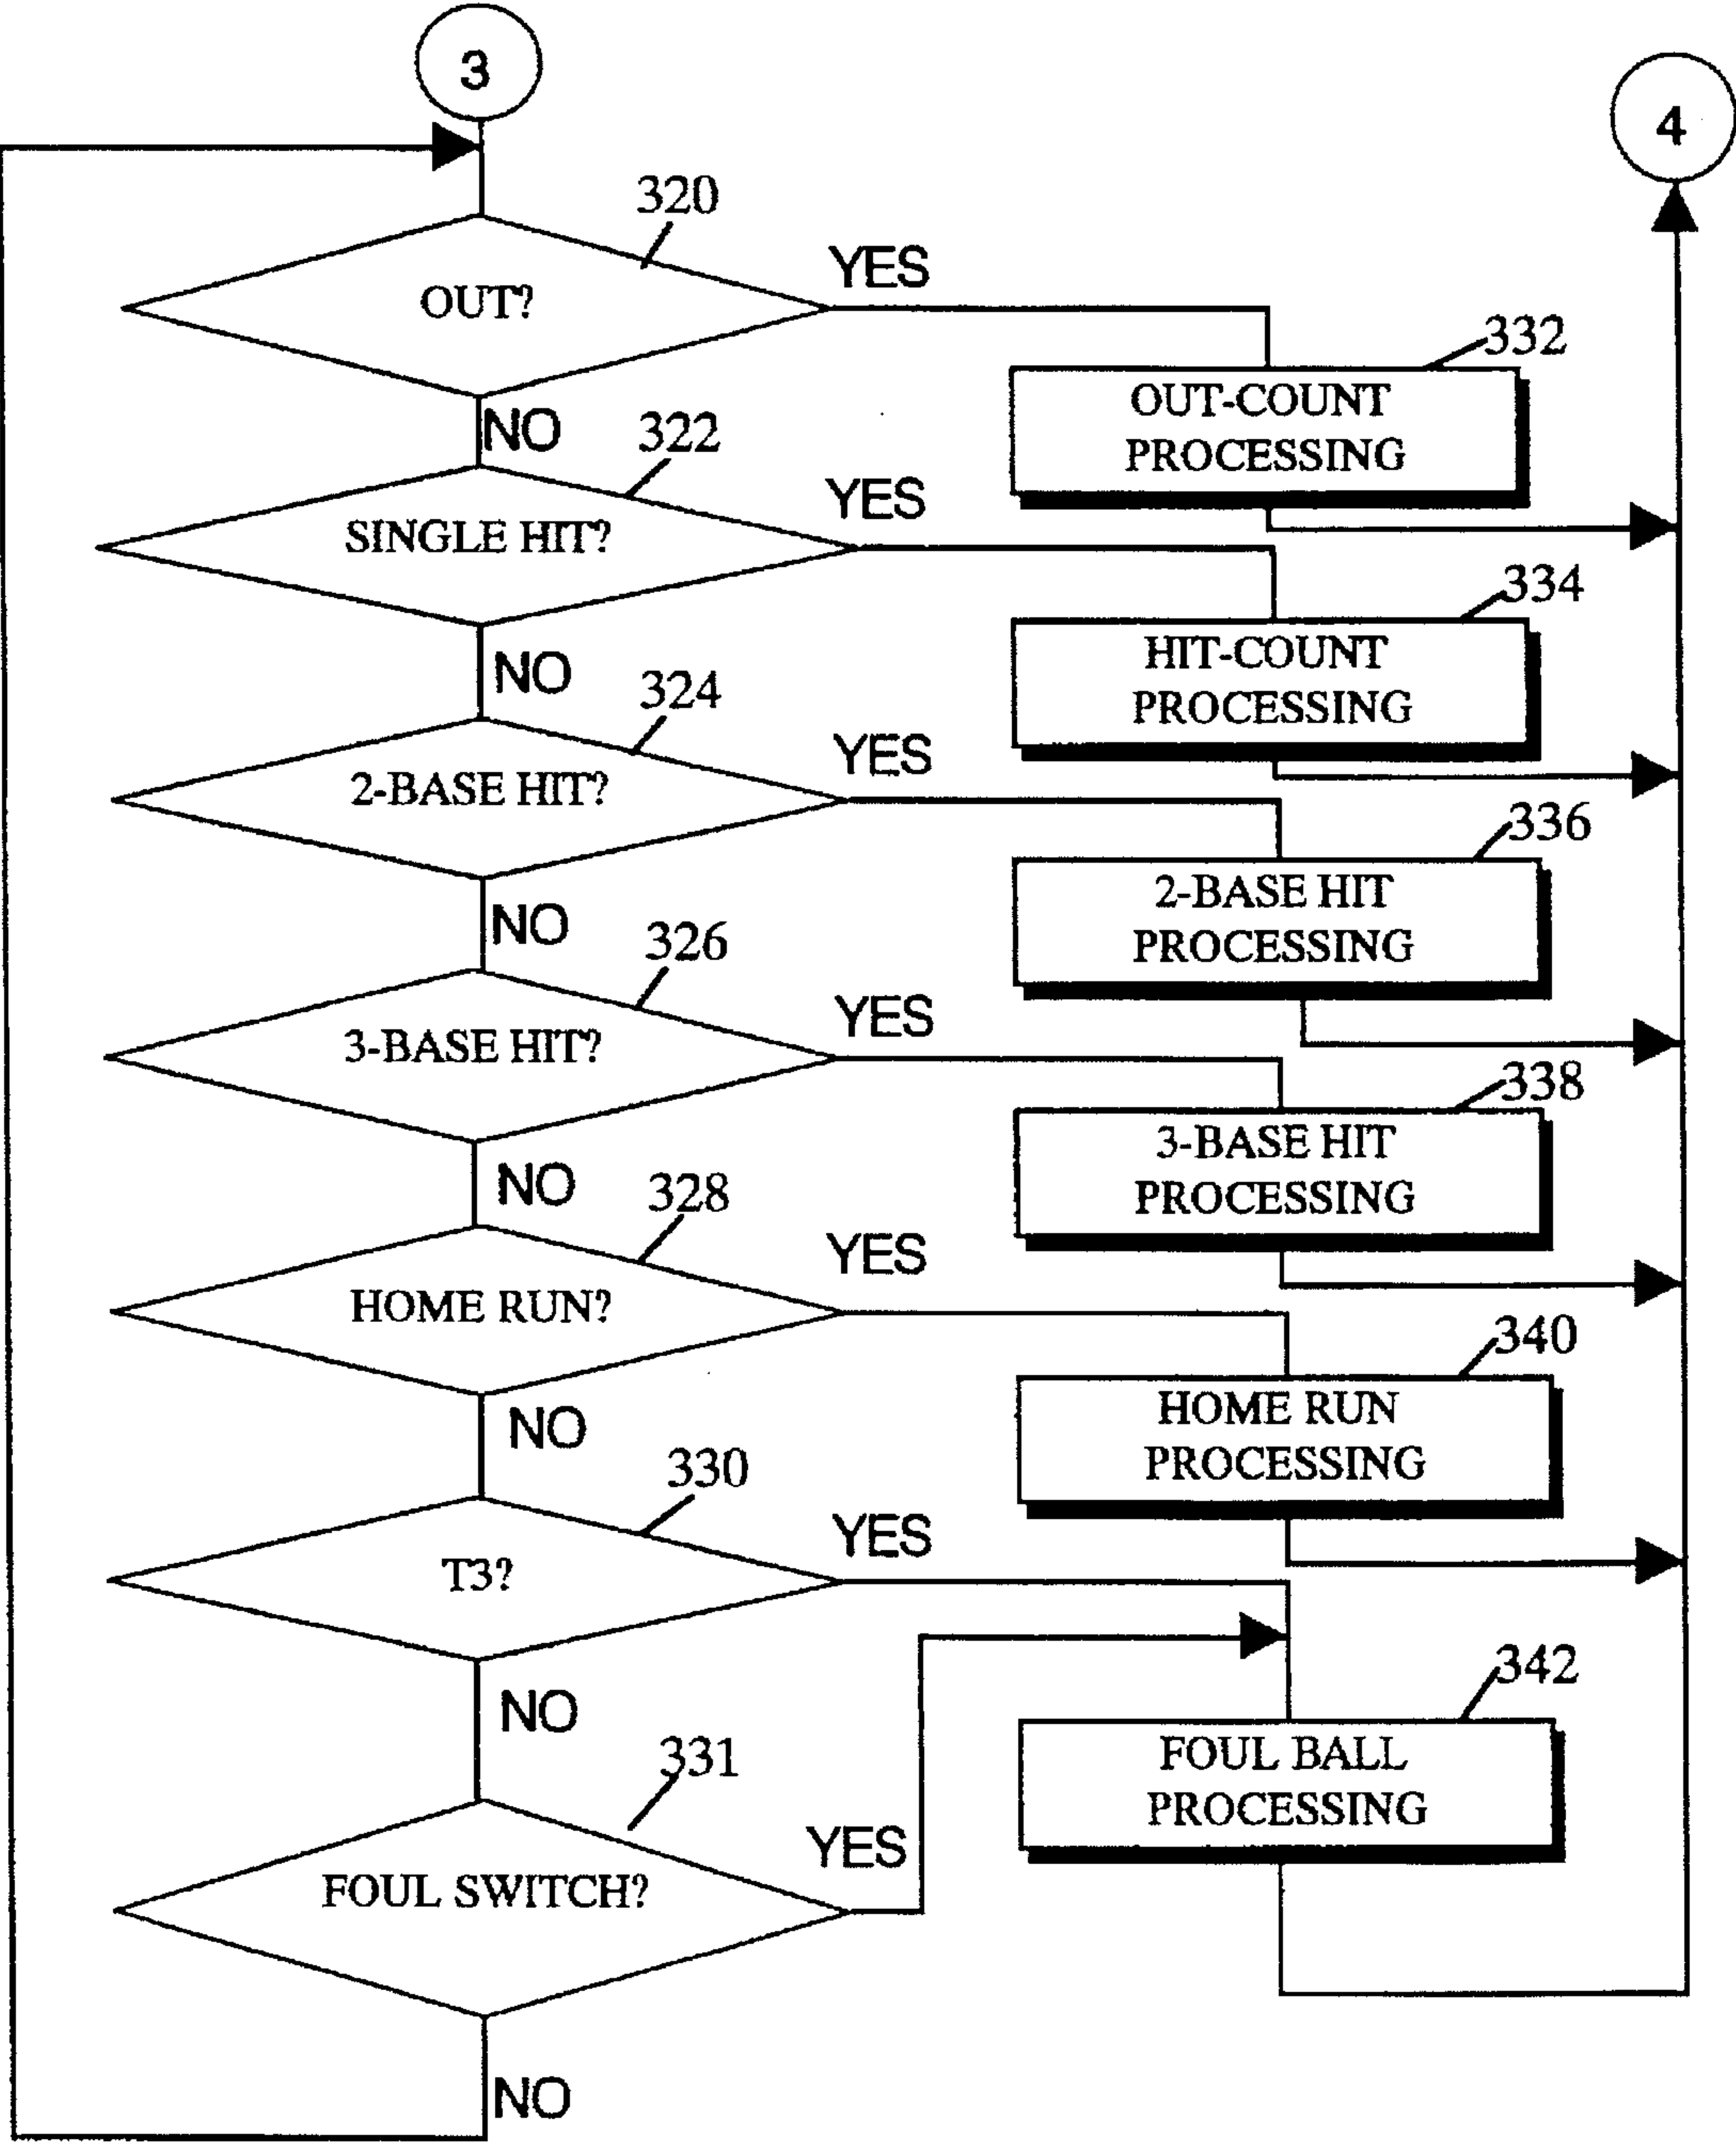 3
4
320
OUT?
YES
332
OUT-COUNT
PROCESSING
NO
322
SINGLE HIT?
YES
334
HIT-COUNT
PROCESSING
NO
324
2-BASE HIT?
YES
336
2-BASE HIT
PROCESSING
NO
326
3-BASE HIT?
YES
338
3-BASE HIT
PROCESSING
NO
328
HOME RUN?
YES
340
HOME RUN
PROCESSING
NO
330
T3?
YES
342
FOUL BALL
PROCESSING
NO
331
FOUL SWITCH?
YES
NO